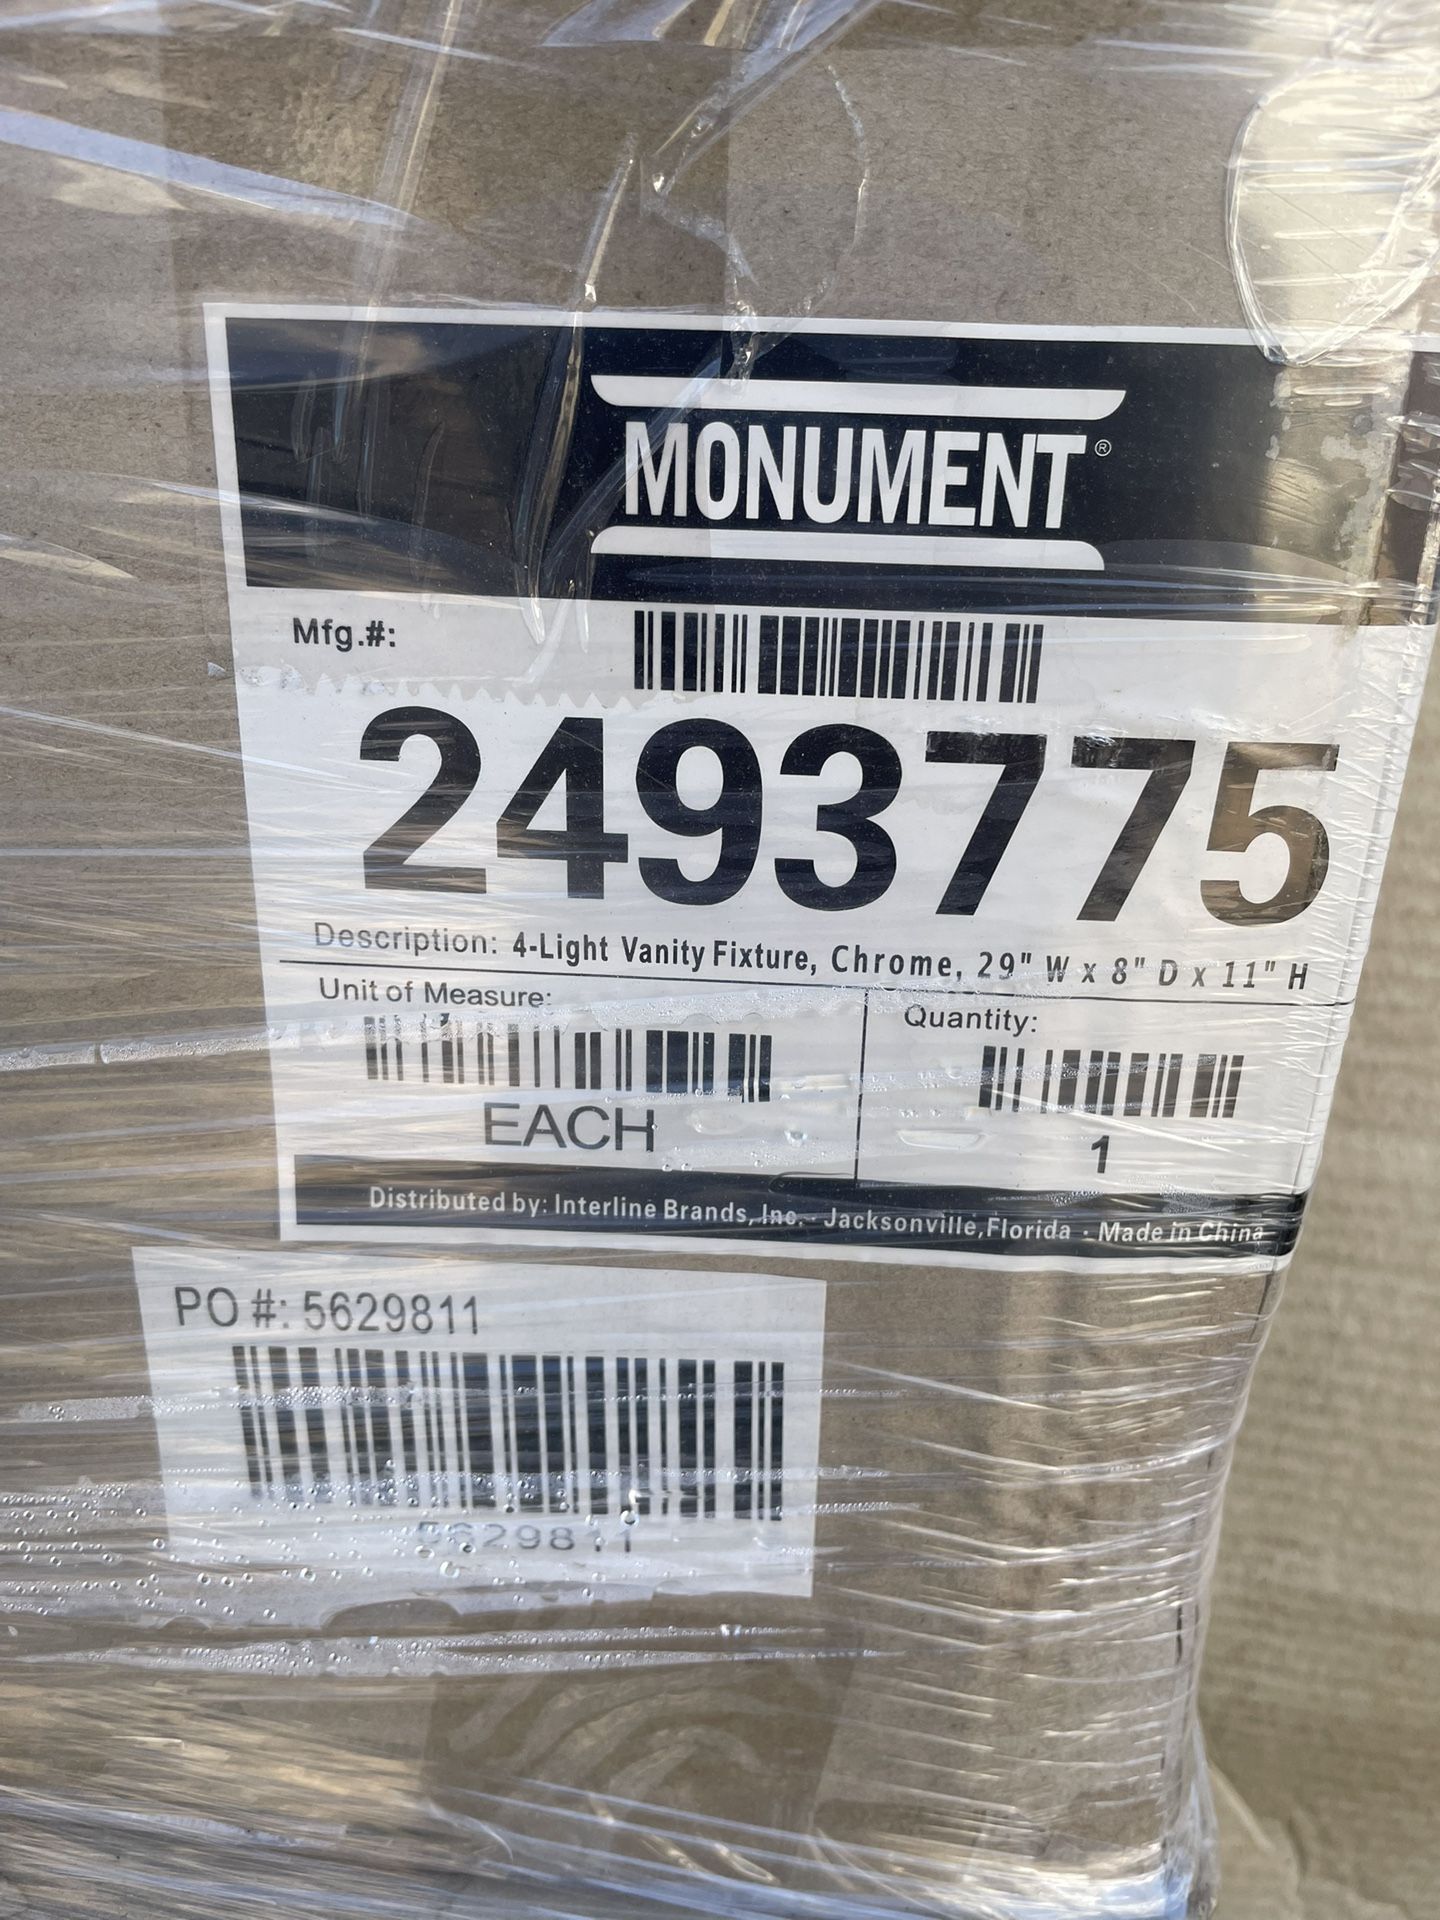 MONUMENT®
Mfg.#:
2493775
Description: 4-Light Vanity Fixture, Chrome, 29" W x 8" D x 11" H
Unit of Measure:
Quantity:
EACH
1
Distributed by: Interline Brands, Inc. · Jacksonville, Florida · Made in China
PO #: 5629811
5629811